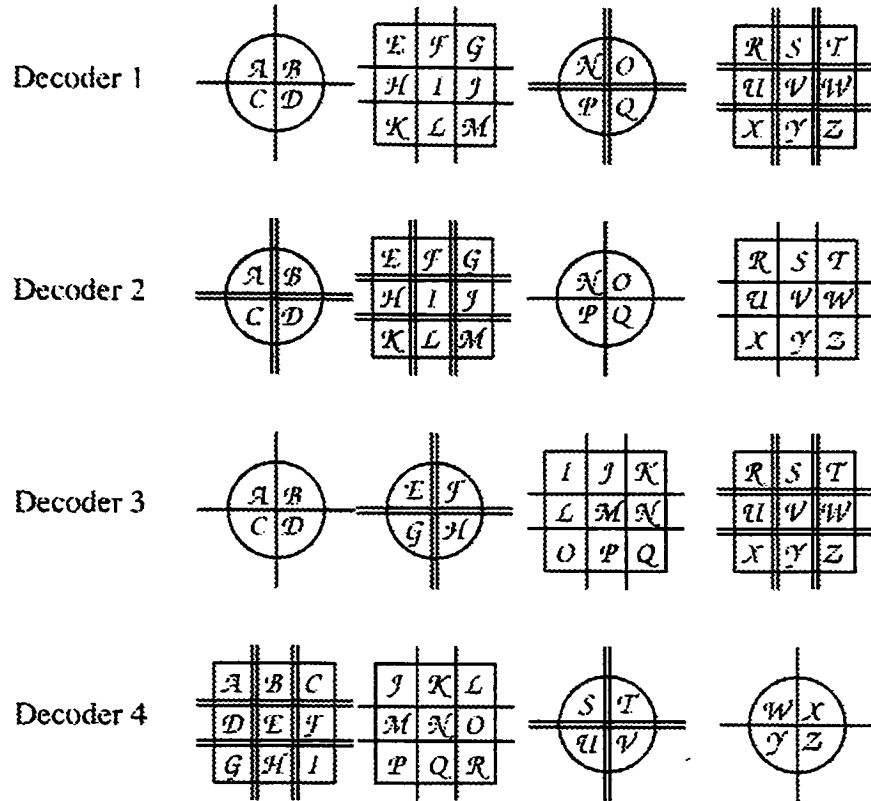 A B E F G N O R S T
Decoder 1
C D H I J P Q U V W
K L M X Y Z
A B E F G N O R S T
Decoder 2
C D H I J P Q U V W
K L M X Y Z
A B E F I J K R S T
Decoder 3
C D G H L M N U V W
O P Q X Y Z
A B C J K L S T W X
Decoder 4
D E F M N O U V Y Z
G H I P Q R